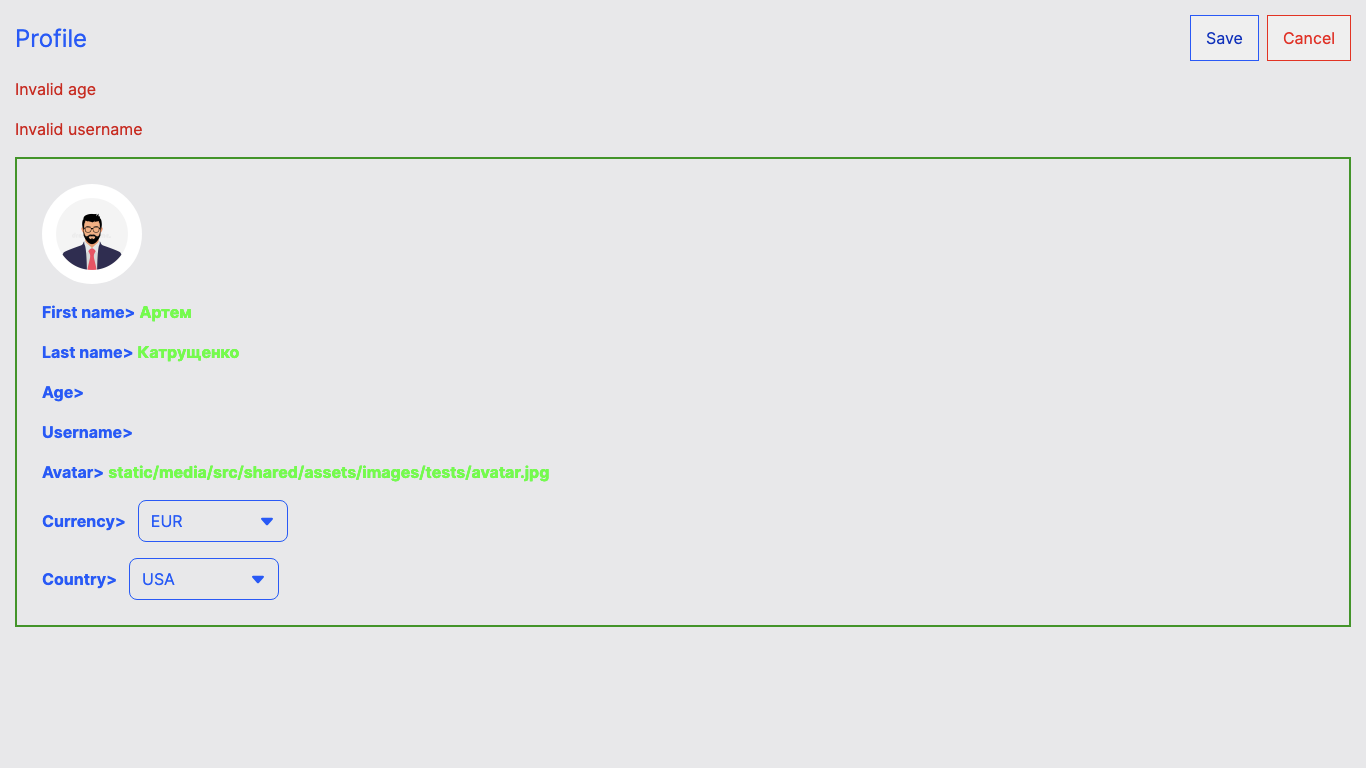 Profile Save Cancel
Invalid age
Invalid username
First name> Артем
Last name> Катрущенко
Age>
Username>
Avatar> static/media/src/shared/assets/images/tests/avatar.jpg
Currency> EUR
Country> USA